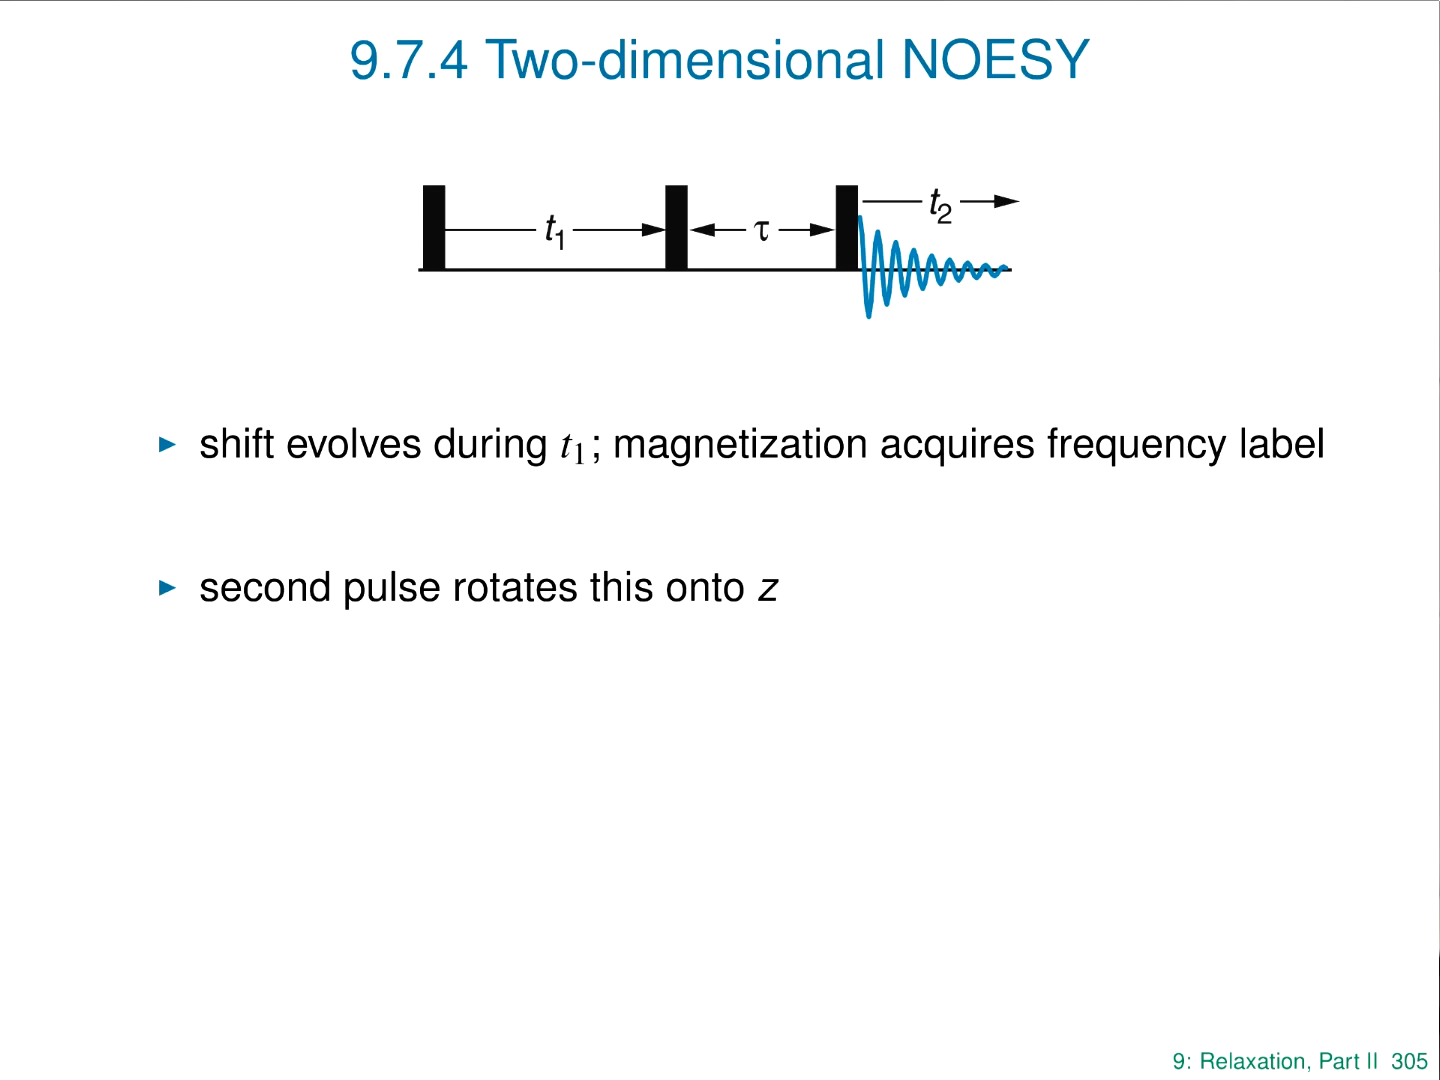 9.7.4 Two-dimensional NOESY
t₂
t₁
τ
▶ shift evolves during t₁; magnetization acquires frequency label
▶ second pulse rotates this onto z
9: Relaxation, Part II 305